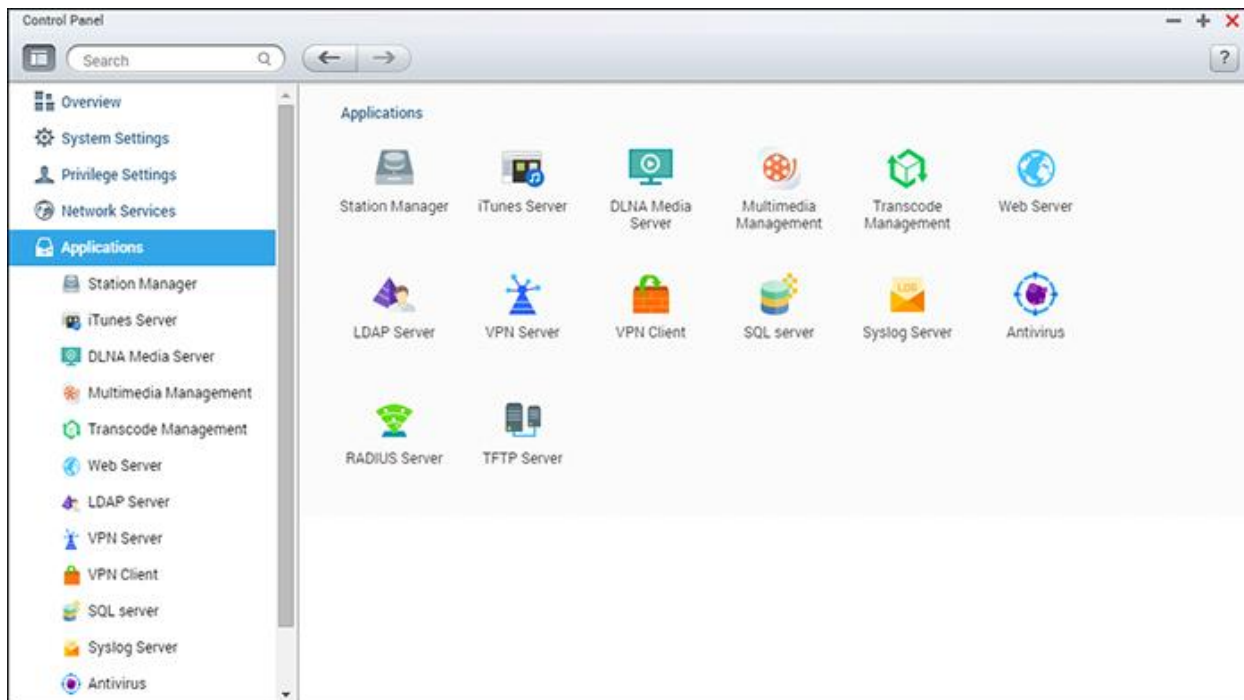 Control Panel
Search
?
Overview
System Settings
Privilege Settings
Network Services
Applications
Station Manager
iTunes Server
DLNA Media Server
Multimedia Management
Transcode Management
Web Server
LDAP Server
VPN Server
VPN Client
SQL server
Syslog Server
Antivirus
Applications
Station Manager
iTunes Server
DLNA Media
Server
Multimedia
Management
Transcode
Management
Web Server
LDAP Server
VPN Server
VPN Client
SQL server
LOG
Syslog Server
Antivirus
RADIUS Server
TFTP Server